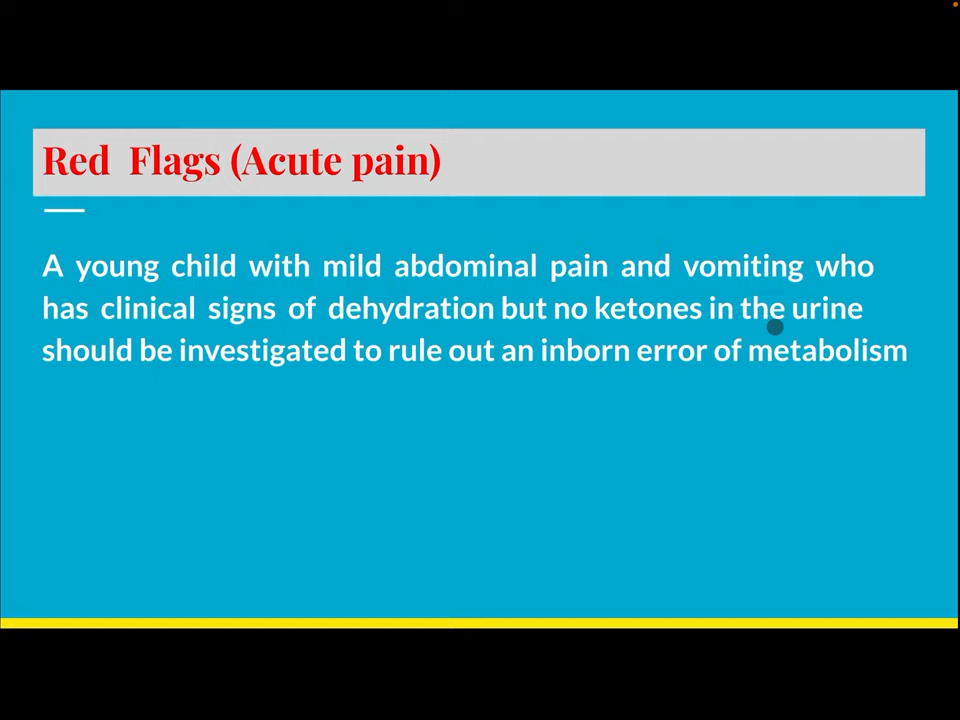 Red Flags (Acute pain)
A young child with mild abdominal pain and vomiting who
has clinical signs of dehydration but no ketones in the urine
should be investigated to rule out an inborn error of metabolism